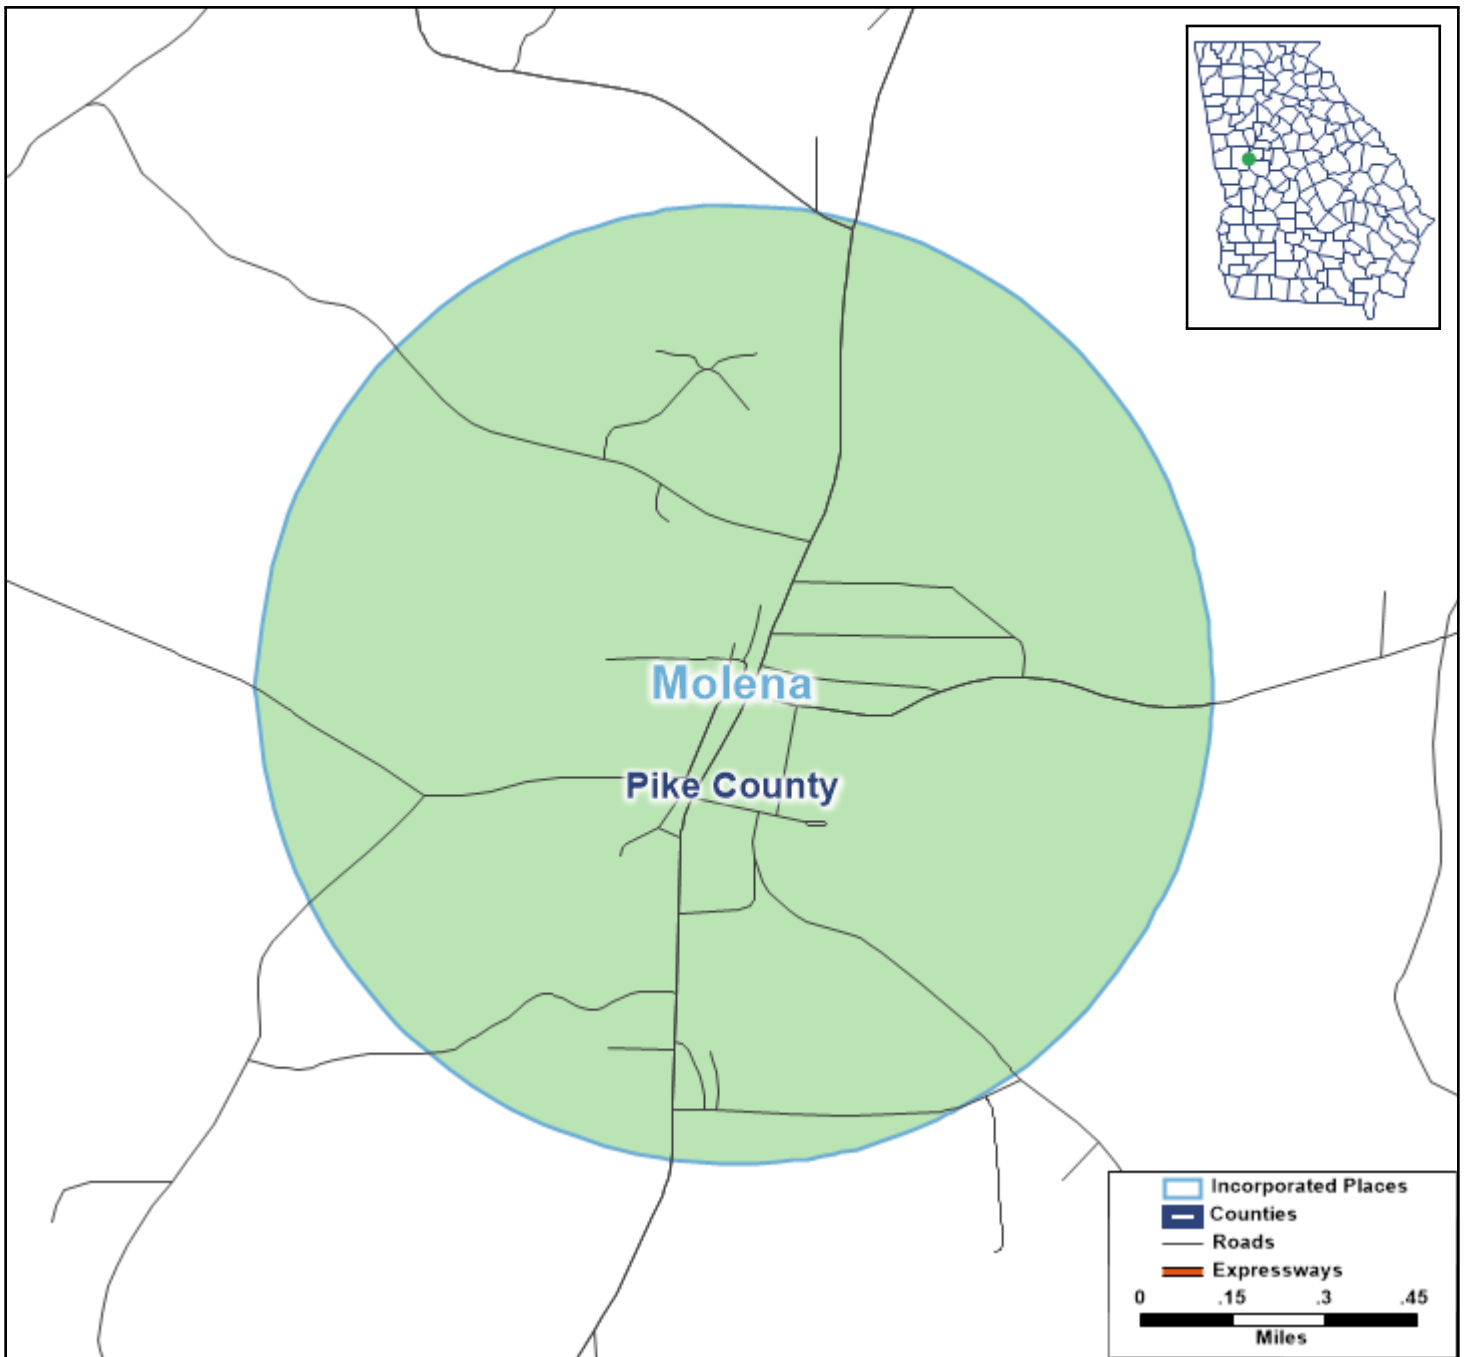 Molena
Pike County
Incorporated Places
Counties
Roads
Expressways
0 .15 .3 .45
Miles